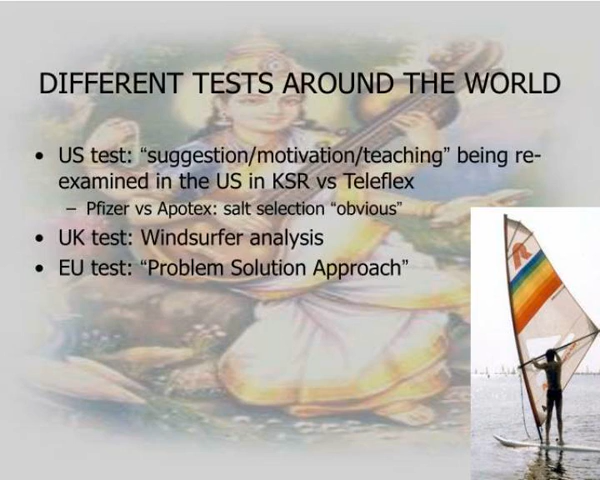 DIFFERENT TESTS AROUND THE WORLD
• US test: “suggestion/motivation/teaching” being re-
examined in the US in KSR vs Teleflex
– Pfizer vs Apotex: salt selection “obvious”
• UK test: Windsurfer analysis
• EU test: “Problem Solution Approach”